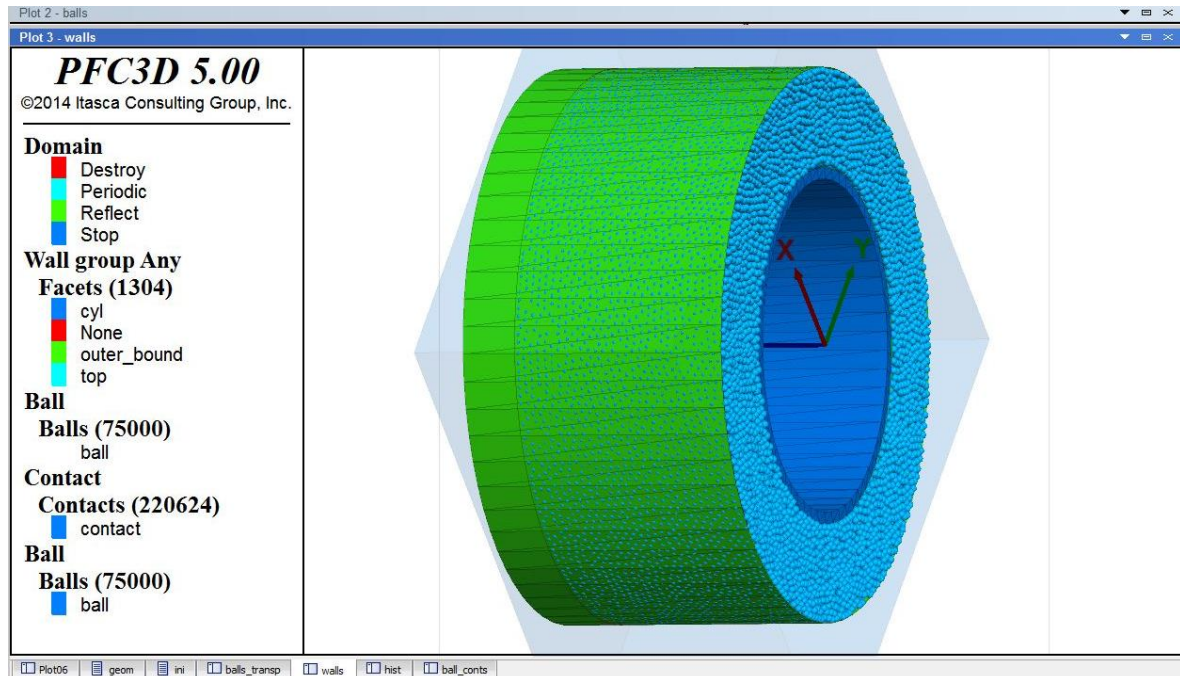 Plot 2 - balls
Plot 3 - walls
PFC3D 5.00
©2014 Itasca Consulting Group, Inc.
Domain
Destroy
Periodic
Reflect
Stop
Wall group Any
Facets (1304)
cyl
None
outer_bound
top
Ball
Balls (75000)
ball
Contact
Contacts (220624)
contact
Ball
Balls (75000)
ball
X
Y
Plot06
geom
ini
balls_transp
walls
hist
ball_conts